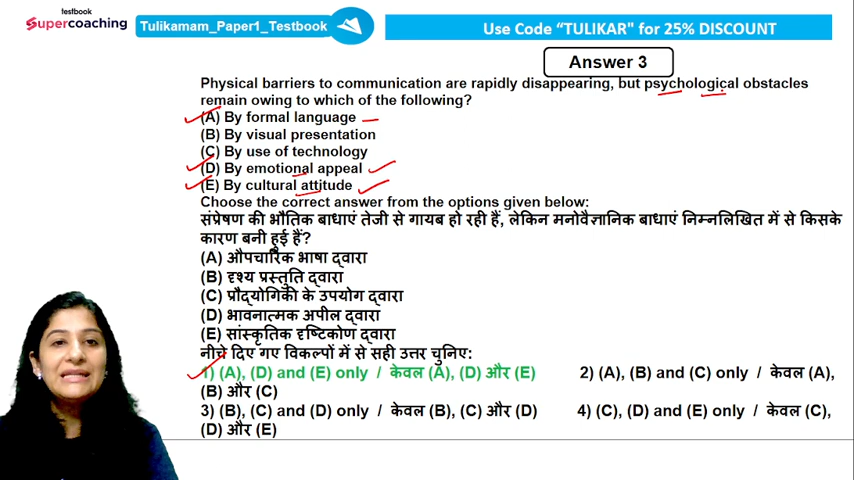 testbook
Supercoaching
Tulikamam_Paper1_Testbook
Use Code “TULIKAR" for 25% DISCOUNT
Answer 3
Physical barriers to communication are rapidly disappearing, but psychological obstacles
remain owing to which of the following?
(A) By formal language
(B) By visual presentation
(C) By use of technology
(D) By emotional appeal
(E) By cultural attitude
Choose the correct answer from the options given below:
संप्रेषण की भौतिक बाधाएं तेजी से गायब हो रही हैं, लेकिन मनोवैज्ञानिक बाधाएं निम्नलिखित में से किसके
कारण बनी हुई हैं?
(A) औपचारिक भाषा द्वारा
(B) दृश्य प्रस्तुति द्वारा
(C) प्रौद्योगिकी के उपयोग द्वारा
(D) भावनात्मक अपील द्वारा
(E) सांस्कृतिक दृष्टिकोण द्वारा
नीचे दिए गए विकल्पों में से सही उत्तर चुनिए:
1) (A), (D) and (E) only / केवल (A), (D) और (E) 2) (A), (B) and (C) only / केवल (A),
(B) और (C)
3) (B), (C) and (D) only / केवल (B), (C) और (D) 4) (C), (D) and (E) only / केवल (C),
(D) और (E)